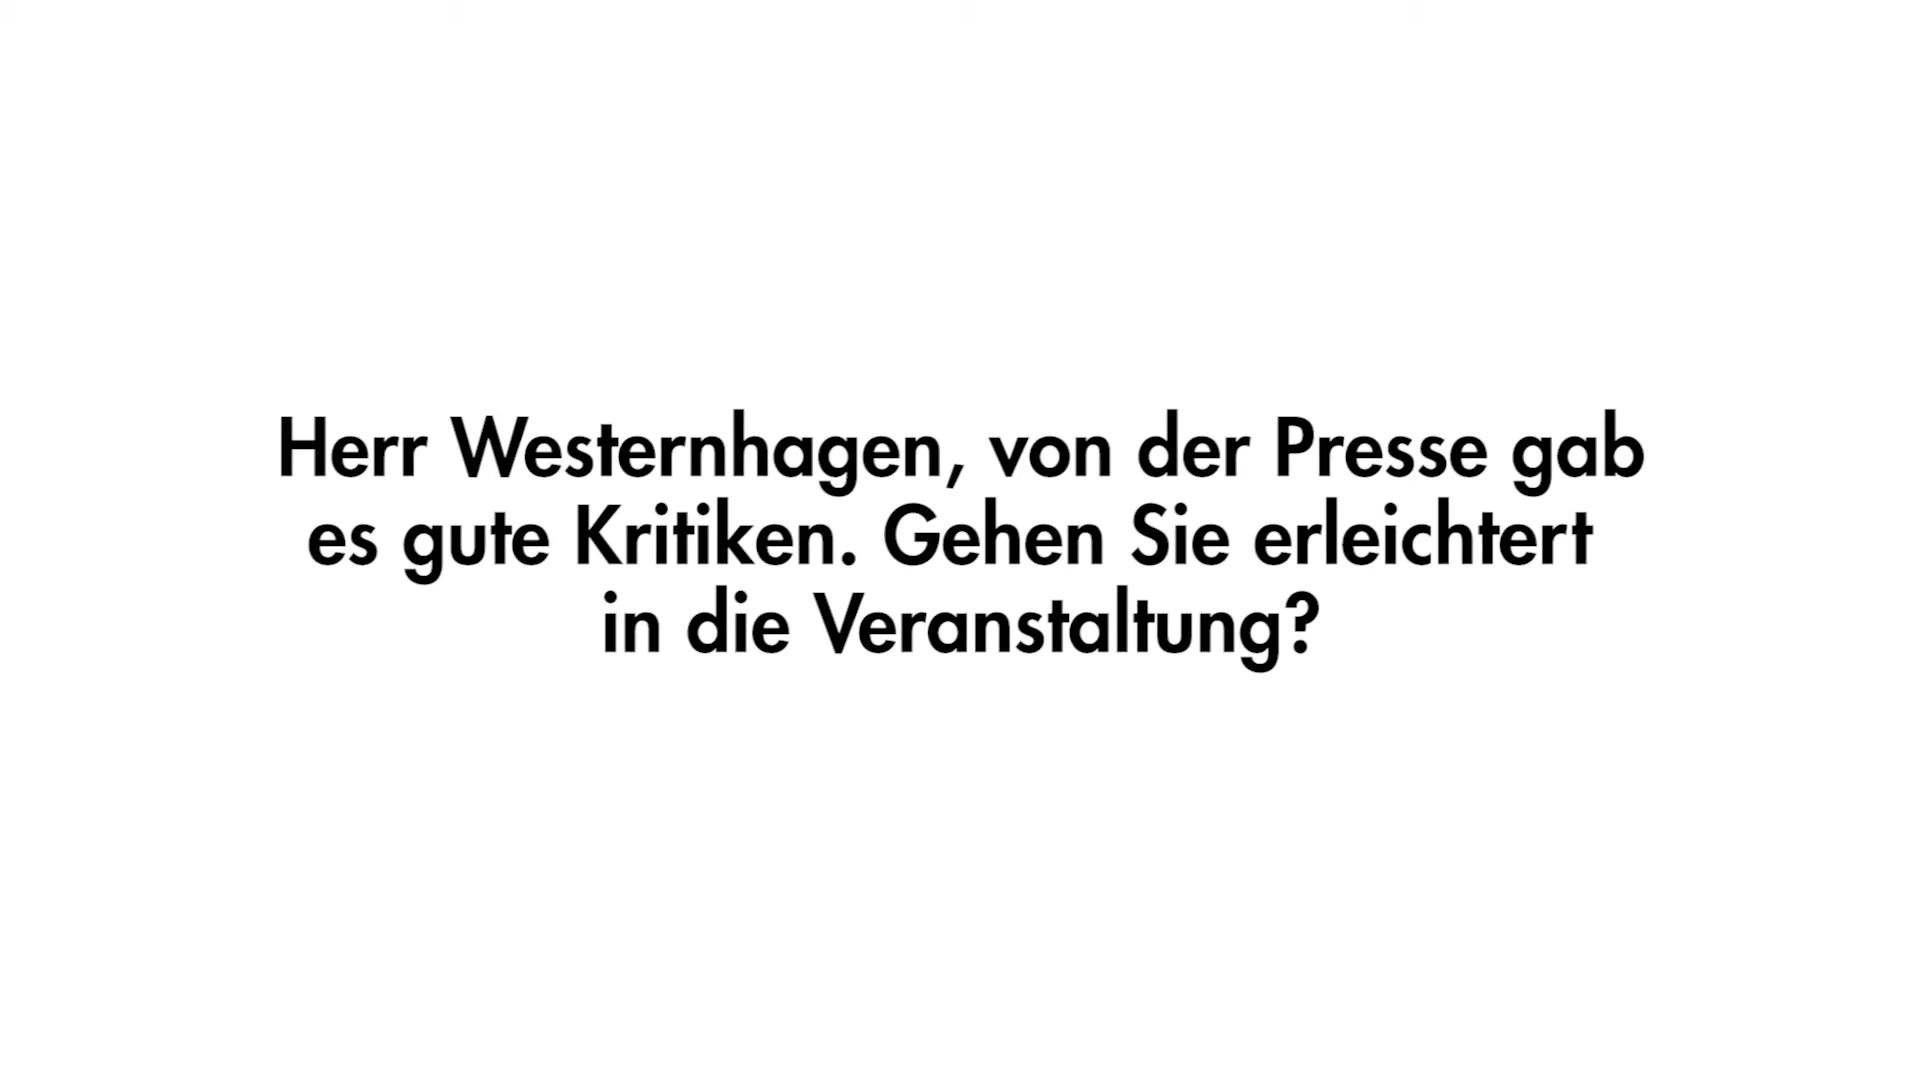 Herr Westernhagen, von der Presse gab
es gute Kritiken. Gehen Sie erleichtert
in die Veranstaltung?